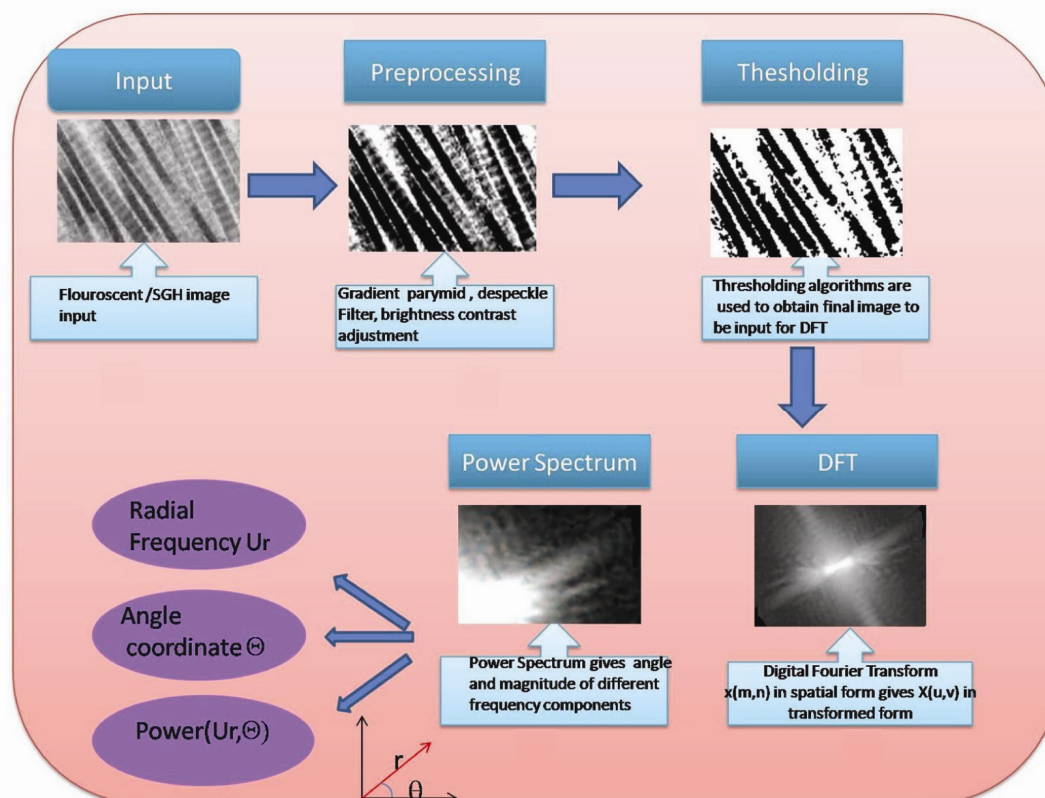 Input
Preprocessing
Thesholding
Flouroscent /SGH image
input
Gradient parymid , despeckle
Filter, brightness contrast
adjustment
Thresholding algorithms are
used to obtain final image to
be input for DFT
Power Spectrum
DFT
Radial
Frequency Ur
Angle
coordinate Θ
Power(Ur,Θ)
Power Spectrum gives angle
and magnitude of different
frequency components
Digital Fourier Transform
x(m,n) in spatial form gives X(u,v) in
transformed form
r
θ